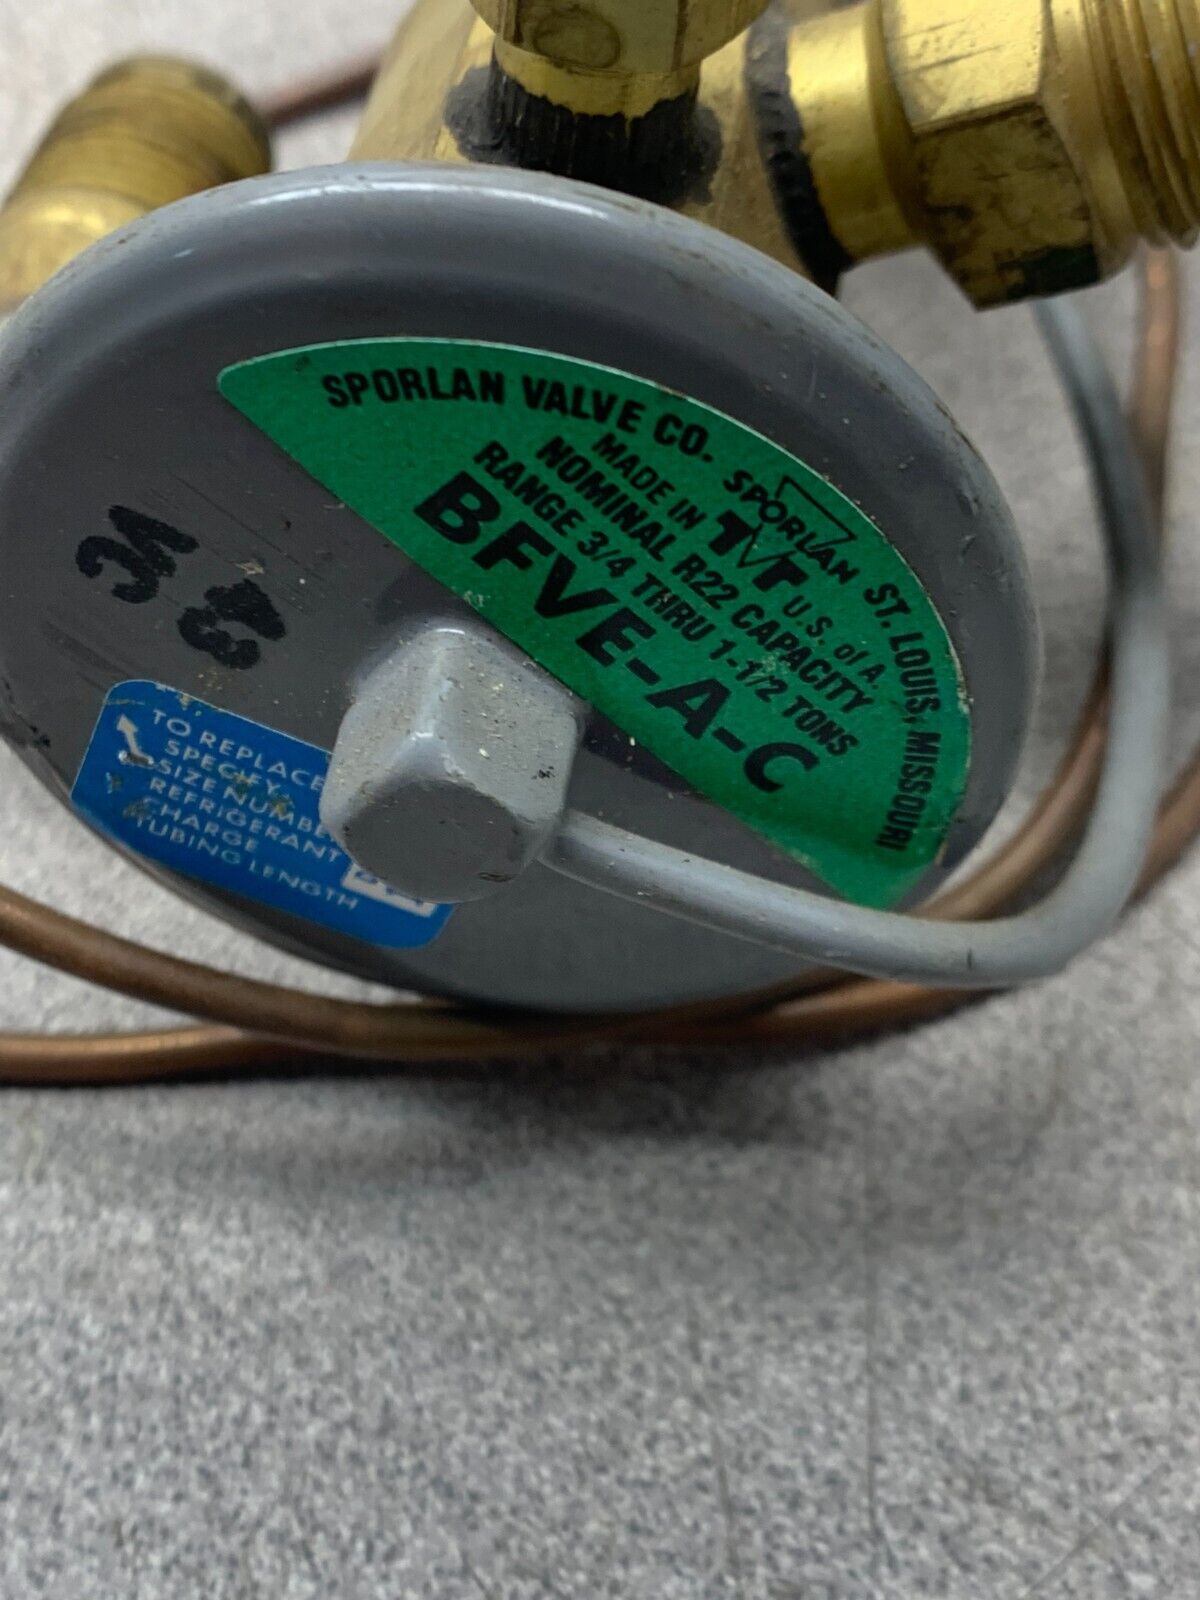 SPORLAN VALVE CO. ST. LOUIS, MISSOURI
SPORLAN
MADE IN TVT U.S. of A.
NOMINAL R22 CAPACITY
RANGE 3/4 THRU 1-1/2 TONS
BFVE-A-C
TO REPLACE
SPECIFY
SIZE NUMBER
REFRIGERANT
CHARGE
TUBING LENGTH